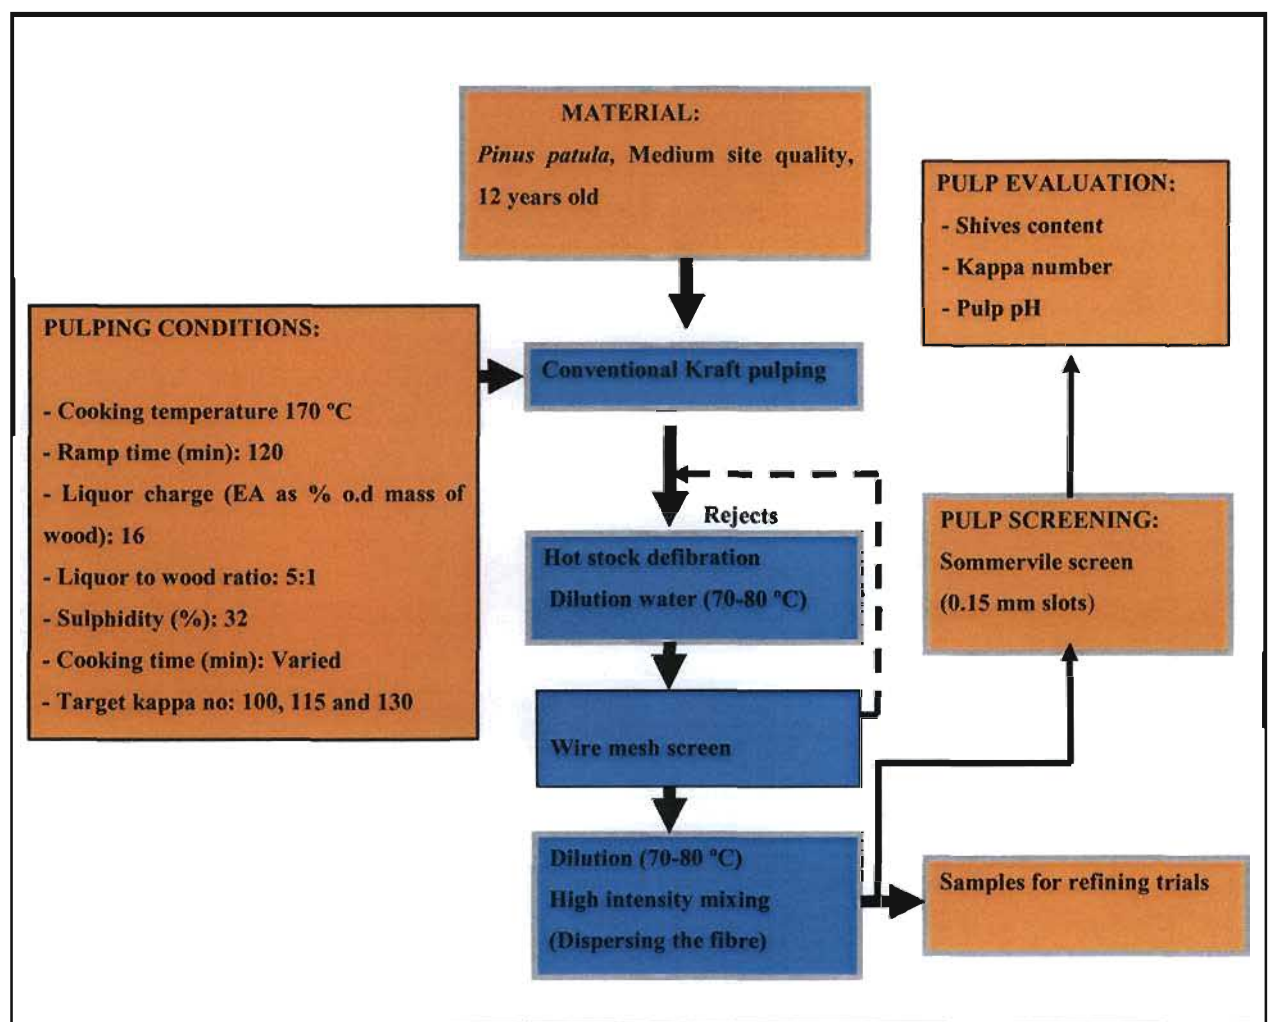 MATERIAL:
Pinus patula, Medium site quality,
12 years old
PULP EVALUATION:
- Shives content
- Kappa number
- Pulp pH
PULPING CONDITIONS:
- Cooking temperature 170 ºC
- Ramp time (min): 120
- Liquor charge (EA as % o.d mass of
wood): 16
- Liquor to wood ratio: 5:1
- Sulphidity (%): 32
- Cooking time (min): Varied
- Target kappa no: 100, 115 and 130
Conventional Kraft pulping
Rejects
Hot stock defibration
Dilution water (70-80 ºC)
PULP SCREENING:
Sommervile screen
(0.15 mm slots)
Wire mesh screen
Dilution (70-80 ºC)
High intensity mixing
(Dispersing the fibre)
Samples for refining trials